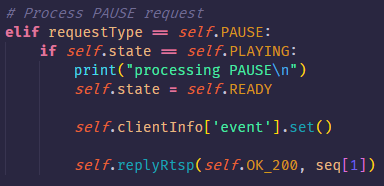 # Process PAUSE request
elif requestType == self.PAUSE:
if self.state == self.PLAYING:
print("processing PAUSE\n")
self.state = self.READY
self.clientInfo['event'].set()
self.replyRtsp(self.OK_200, seq[1])